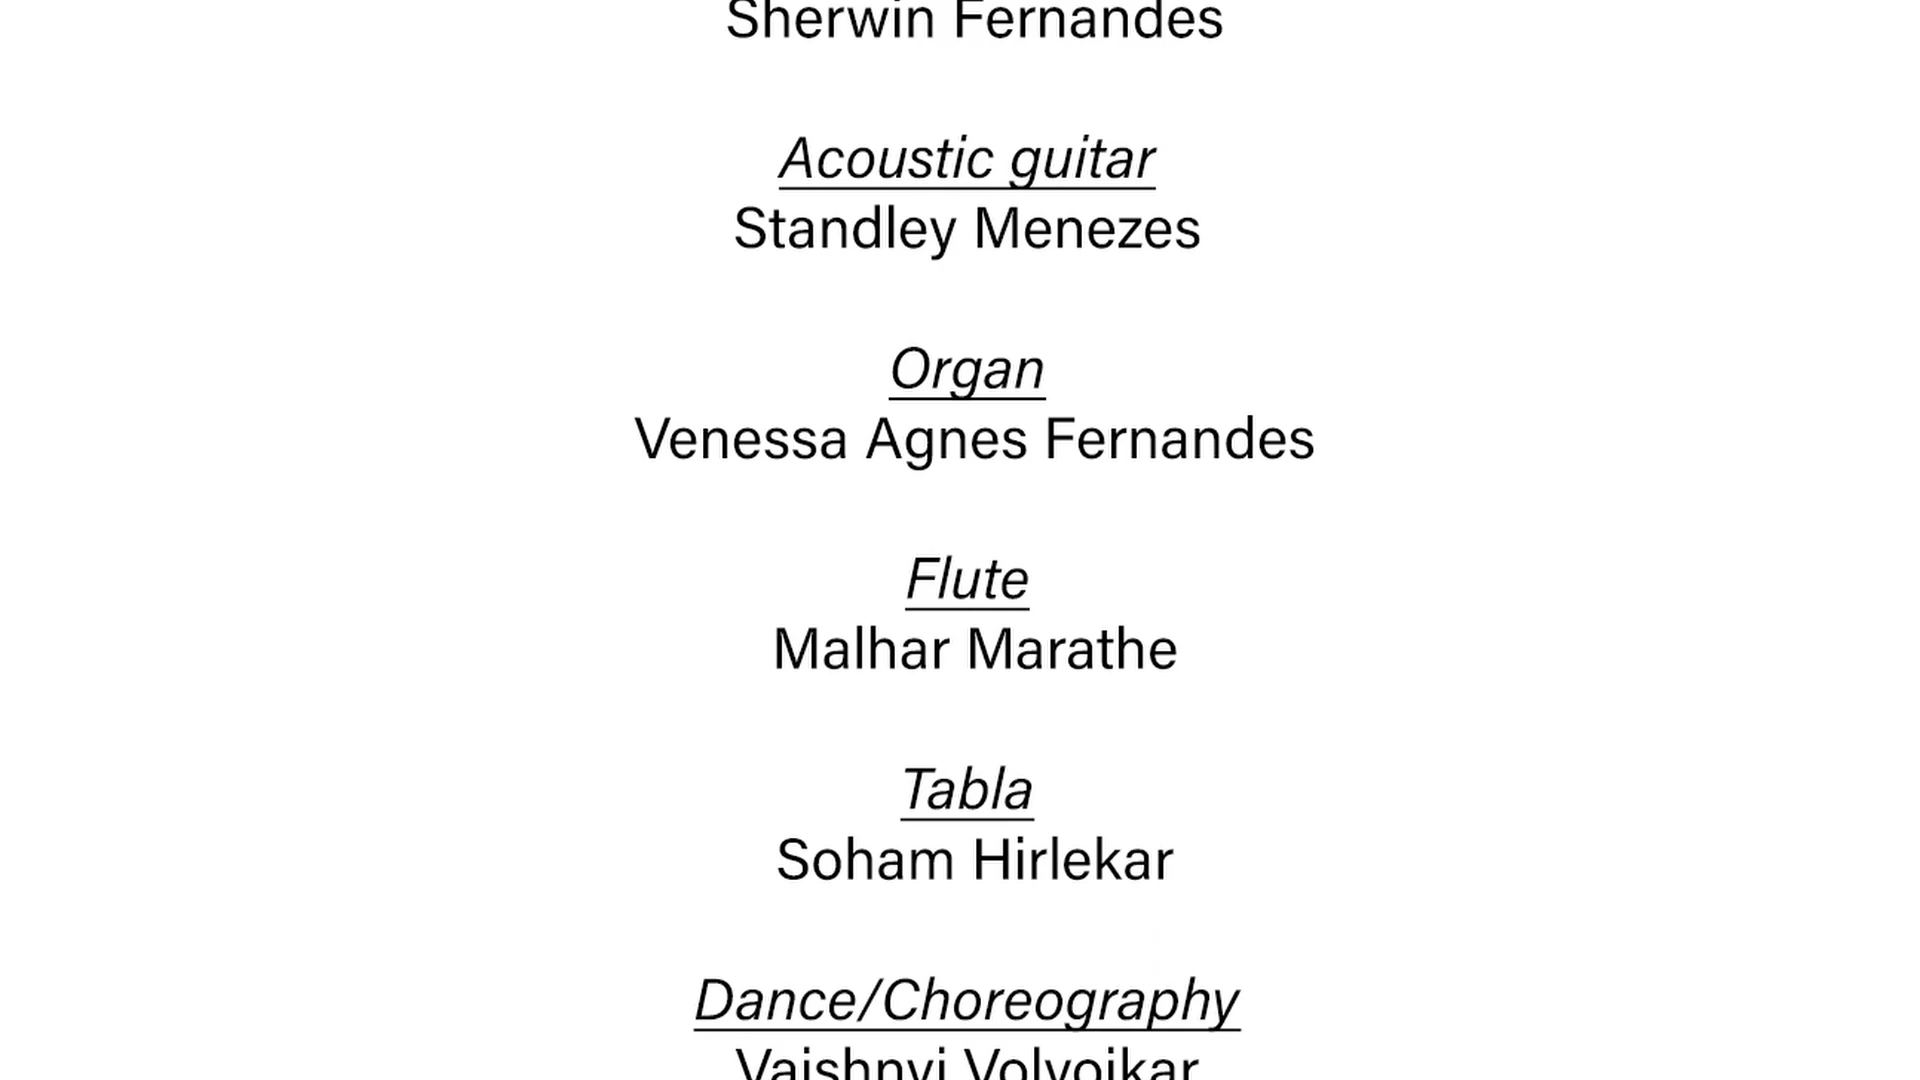 Sherwin Fernandes
Acoustic guitar
Standley Menezes
Organ
Venessa Agnes Fernandes
Flute
Malhar Marathe
Tabla
Soham Hirlekar
Dance/Choreography
Vaishnvi Volvoikar